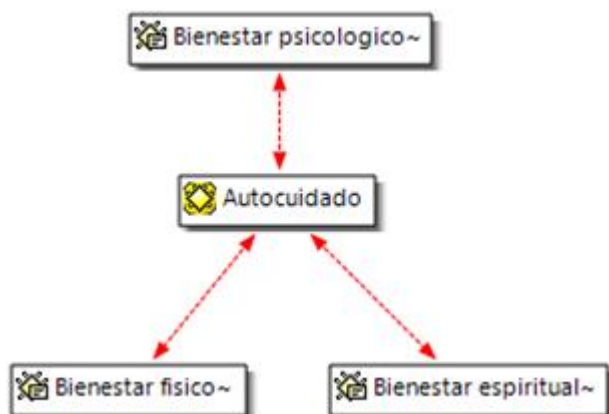 Bienestar psicologico~
Autocuidado
Bienestar fisico~
Bienestar espiritual~